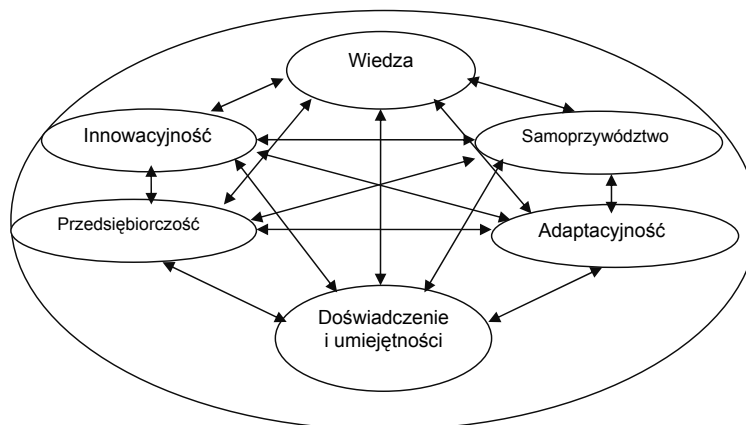 Wiedza
Innowacyjność
Samoprzywództwo
Przedsiębiorczość
Adaptacyjność
Doświadczenie
i umiejętności